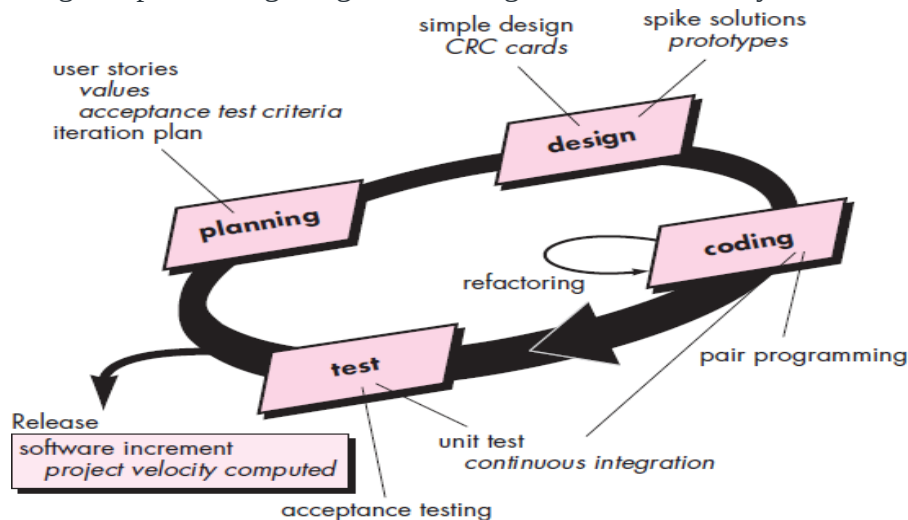 simple design
CRC cards
spike solutions
prototypes
user stories
values
acceptance test criteria
iteration plan
design
planning
coding
refactoring
pair programming
test
Release
software increment
project velocity computed
unit test
continuous integration
acceptance testing